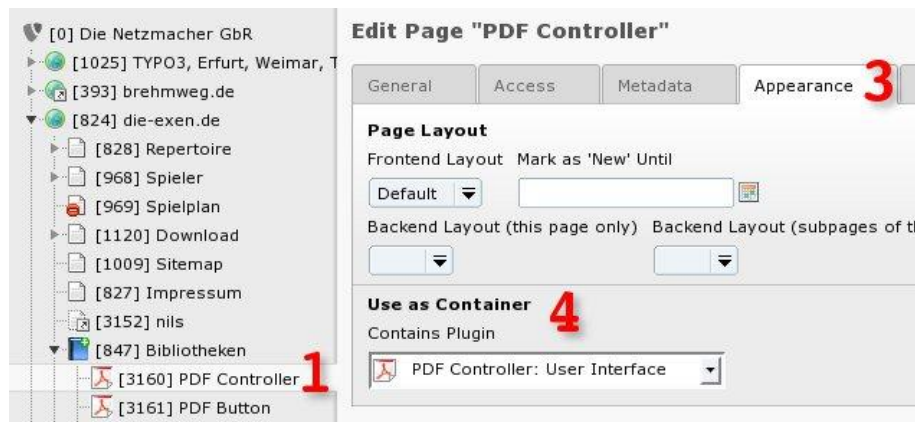 [0] Die Netzmacher GbR
[1025] TYPO3, Erfurt, Weimar, T
[393] brehmweg.de
[824] die-exen.de
[828] Repertoire
[968] Spieler
[969] Spielplan
[1120] Download
[1009] Sitemap
[827] Impressum
[3152] nils
[847] Bibliotheken
[3160] PDF Controller 1
[3161] PDF Button
Edit Page "PDF Controller"
General Access Metadata Appearance 3
Page Layout
Frontend Layout Mark as 'New' Until
Default
Backend Layout (this page only) Backend Layout (subpages of t
Use as Container 4
Contains Plugin
PDF Controller: User Interface